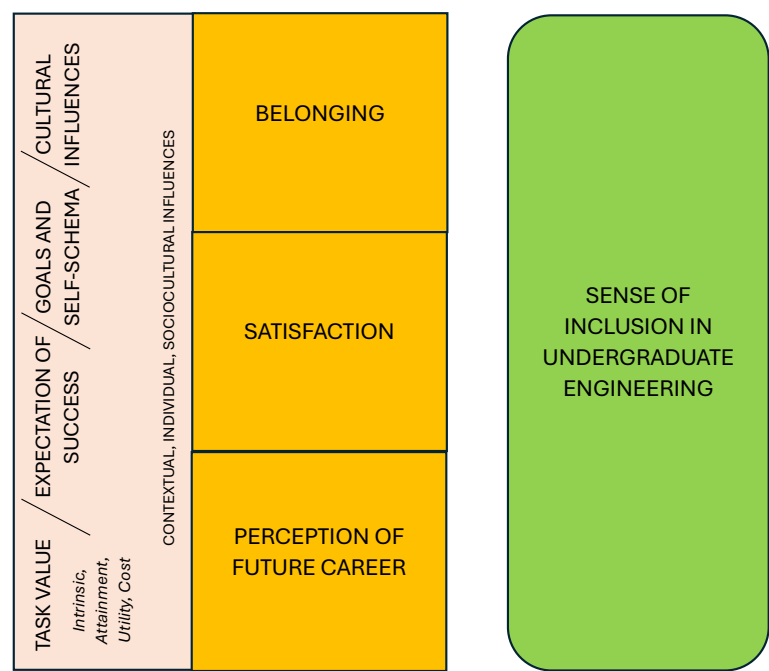 TASK VALUE
Intrinsic,
Attainment,
Utility, Cost
EXPECTATION OF
SUCCESS
GOALS AND
SELF-SCHEMA
CULTURAL
INFLUENCES
CONTEXTUAL, INDIVIDUAL, SOCIOCULTURAL INFLUENCES
BELONGING
SATISFACTION
PERCEPTION OF
FUTURE CAREER
SENSE OF
INCLUSION IN
UNDERGRADUATE
ENGINEERING